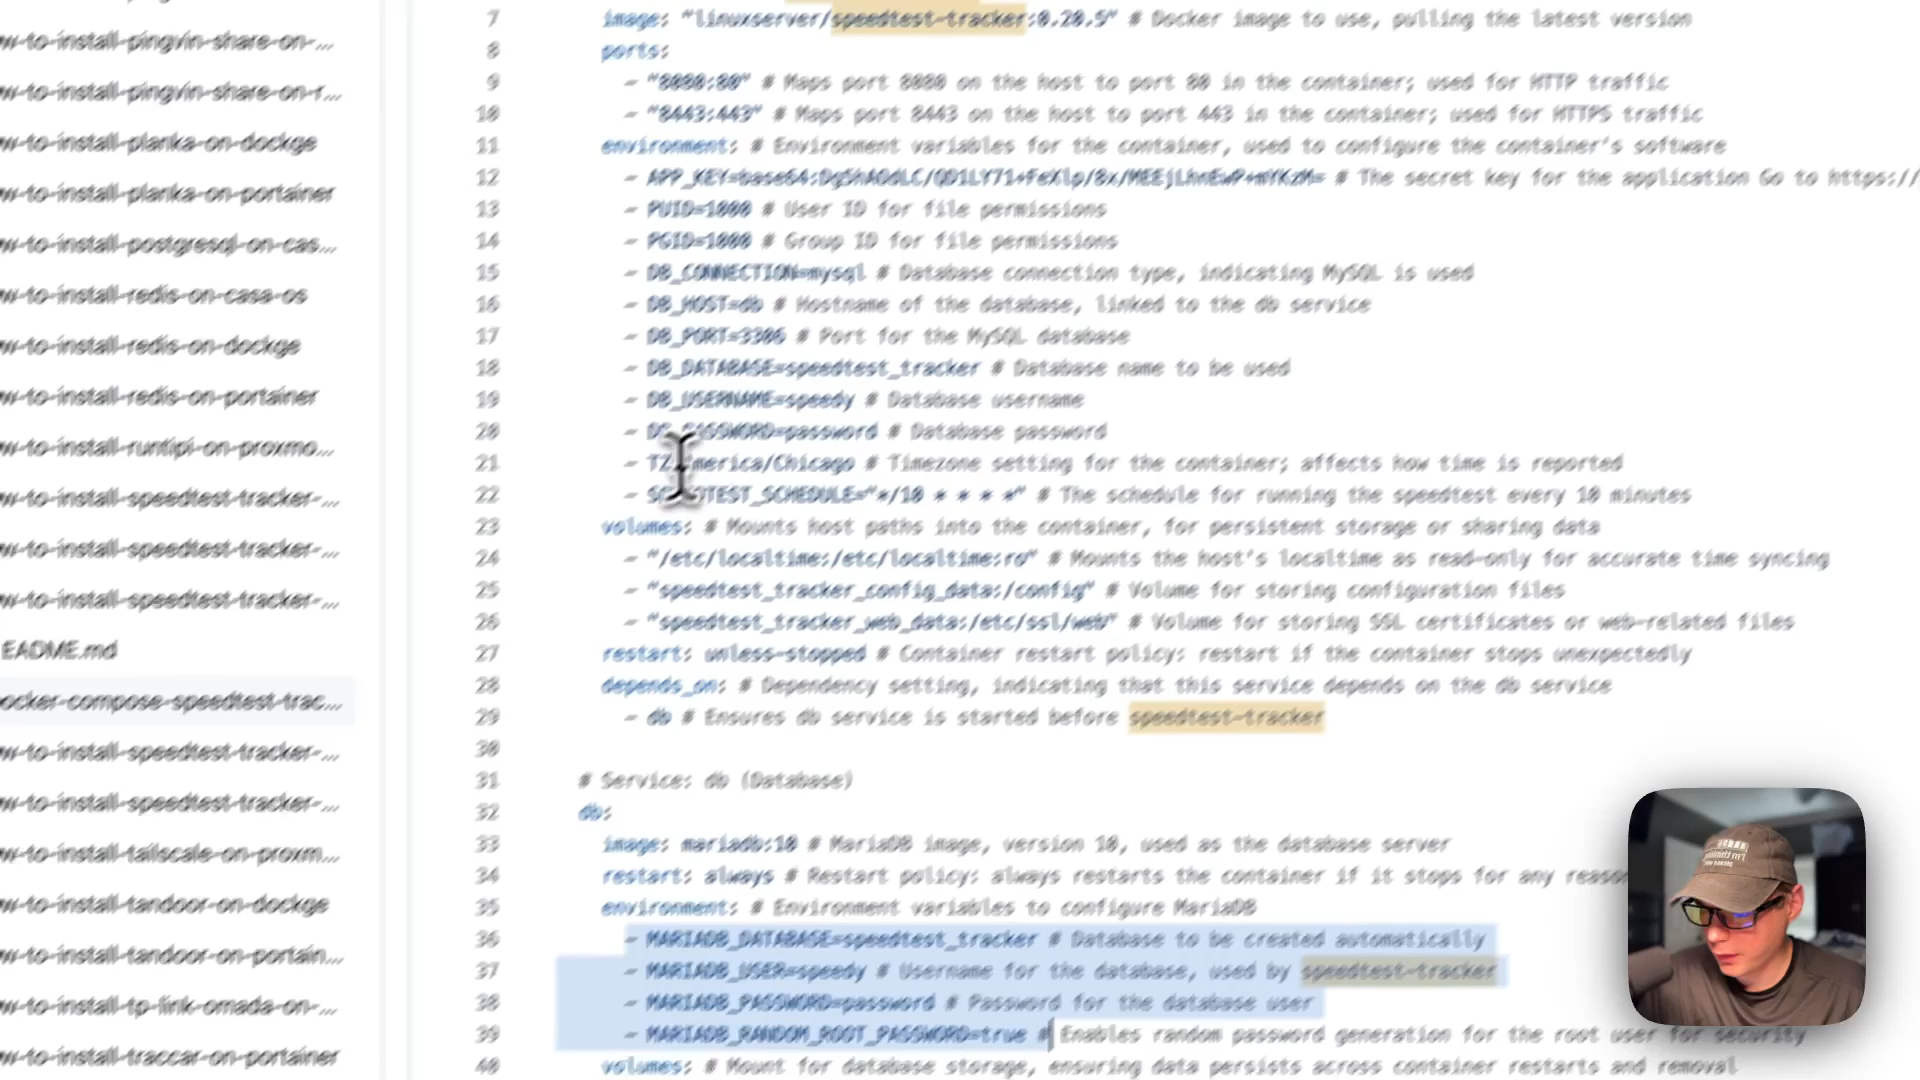 w-to-install-pingvin-share-on-...
w-to-install-pingvin-share-on-r...
w-to-install-planka-on-dockge
w-to-install-planka-on-portainer
w-to-install-postgresql-on-cas...
w-to-install-redis-on-casa-os
w-to-install-redis-on-dockge
w-to-install-redis-on-portainer
w-to-install-runtipi-on-proxmo...
w-to-install-speedtest-tracker-...
w-to-install-speedtest-tracker-...
w-to-install-speedtest-tracker-...
EADME.md
ocker-compose-speedtest-trac...
w-to-install-speedtest-tracker-...
w-to-install-speedtest-tracker-...
w-to-install-tailscale-on-proxm...
w-to-install-tandoor-on-dockge
w-to-install-tandoor-on-portain...
w-to-install-tp-link-omada-on-...
w-to-install-traccar-on-portainer
7 image: "linuxserver/speedtest-tracker:0.20.5" # Docker image to use, pulling the latest version
8 ports:
9 - "8080:80" # Maps port 8080 on the host to port 80 in the container; used for HTTP traffic
10 - "8443:443" # Maps port 8443 on the host to port 443 in the container; used for HTTPS traffic
11 environment: # Environment variables for the container, used to configure the container's software
12 - # The secret key for the application Go to https://
13 - PUID=1000 # User ID for file permissions
14 - PGID=1000 # Group ID for file permissions
15 - DB_CONNECTION=mysql # Database connection type, indicating MySQL is used
16 - DB_HOST=db # Hostname of the database, linked to the db service
17 - DB_PORT=3306 # Port for the MySQL database
18 - DB_DATABASE=speedtest_tracker # Database name to be used
19 - DB_USERNAME=speedy # Database username
20 - DB_PASSWORD=password # Database password
21 - TZ=America/Chicago # Timezone setting for the container; affects how time is reported
22 - SPEEDTEST_SCHEDULE="*/10 * * * *" # The schedule for running the speedtest every 10 minutes
23 volumes: # Mounts host paths into the container, for persistent storage or sharing data
24 - "/etc/localtime:/etc/localtime:ro" # Mounts the host's localtime as read-only for accurate time syncing
25 - "speedtest_tracker_config_data:/config" # Volume for storing configuration files
26 - "speedtest_tracker_web_data:/etc/ssl/web" # Volume for storing SSL certificates or web-related files
27 restart: unless-stopped # Container restart policy: restart if the container stops unexpectedly
28 depends_on: # Dependency setting, indicating that this service depends on the db service
29 - db # Ensures db service is started before speedtest-tracker
30
31 # Service: db (Database)
32 db:
33 image: mariadb:10 # MariaDB image, version 10, used as the database server
34 restart: always # Restart policy: always restarts the container if it stops for any reason
35 environment: # Environment variables to configure MariaDB
36 - MARIADB_DATABASE=speedtest_tracker # Database to be created automatically
37 - MARIADB_USER=speedy # Username for the database, used by speedtest-tracker
38 - MARIADB_PASSWORD=password # Password for the database user
39 - MARIADB_RANDOM_ROOT_PASSWORD=true # Enables random password generation for the root user for security
40 volumes: # Mount for database storage, ensuring data persists across container restarts and removal